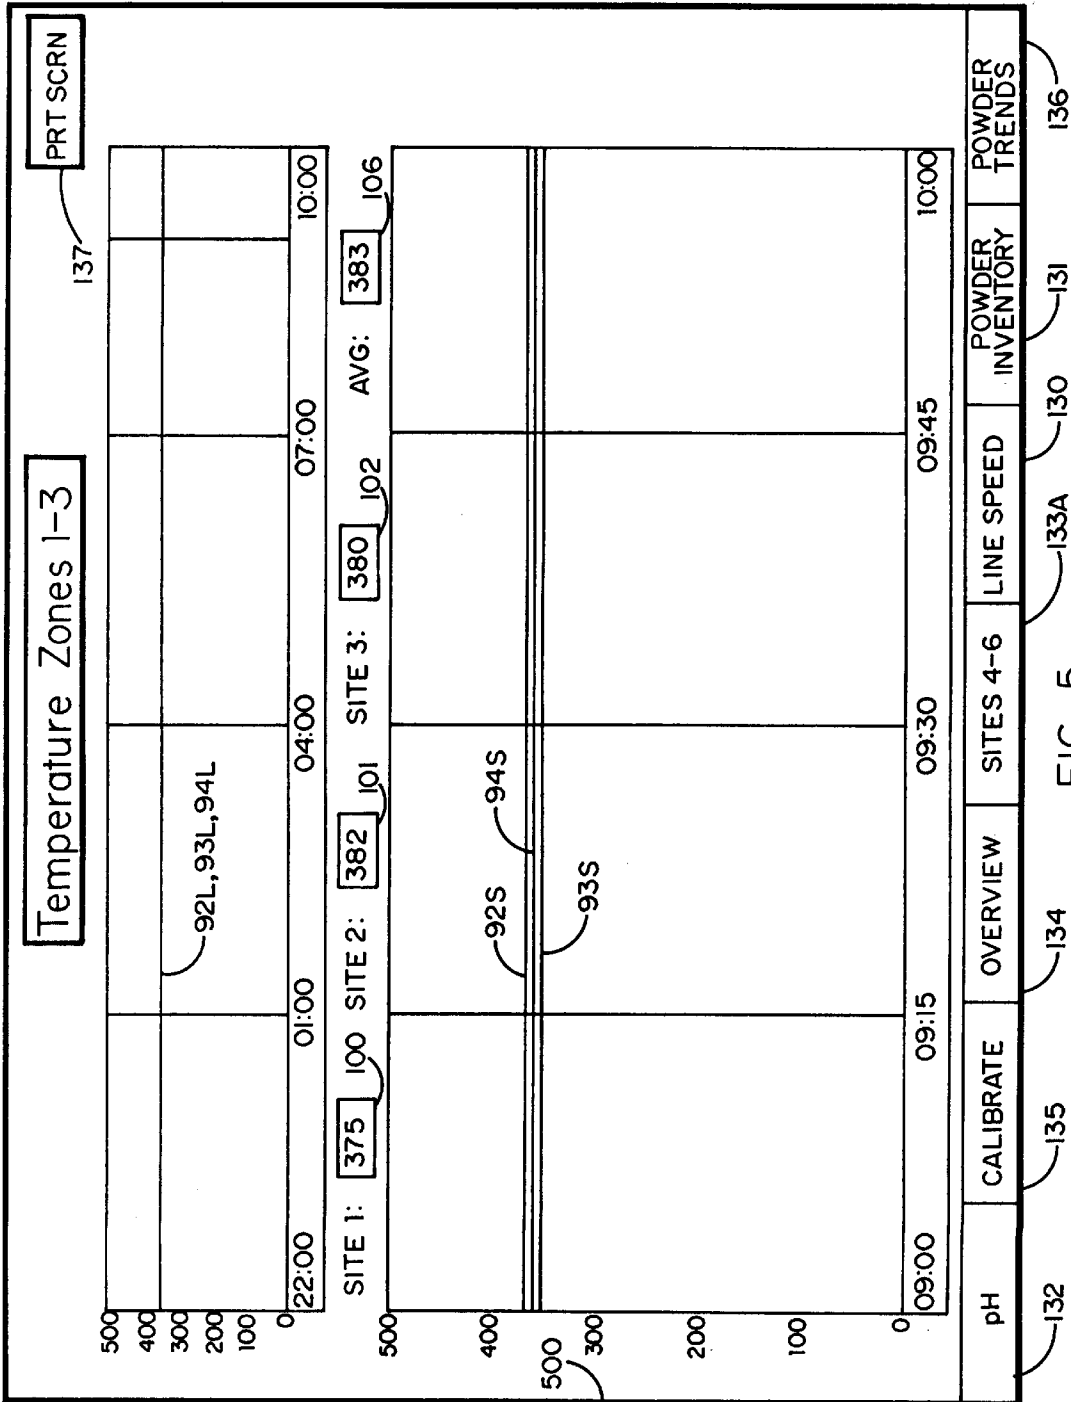 Temperature Zones 1-3
PRT SCRN
137
500
400
300
200
100
0
92L,93L,94L
22:00 01:00 04:00 07:00 10:00
SITE 1: 375 100 SITE 2: 382 101 SITE 3: 380 102 AVG: 383 106
500
400
300
100
0
500
92S
94S
93S
09:00 09:15 09:30 09:45 10:00
pH CALIBRATE OVERVIEW SITES 4-6 LINE SPEED POWDER INVENTORY POWDER TRENDS
132 135 134 133A 130 131 136
FIG. 5